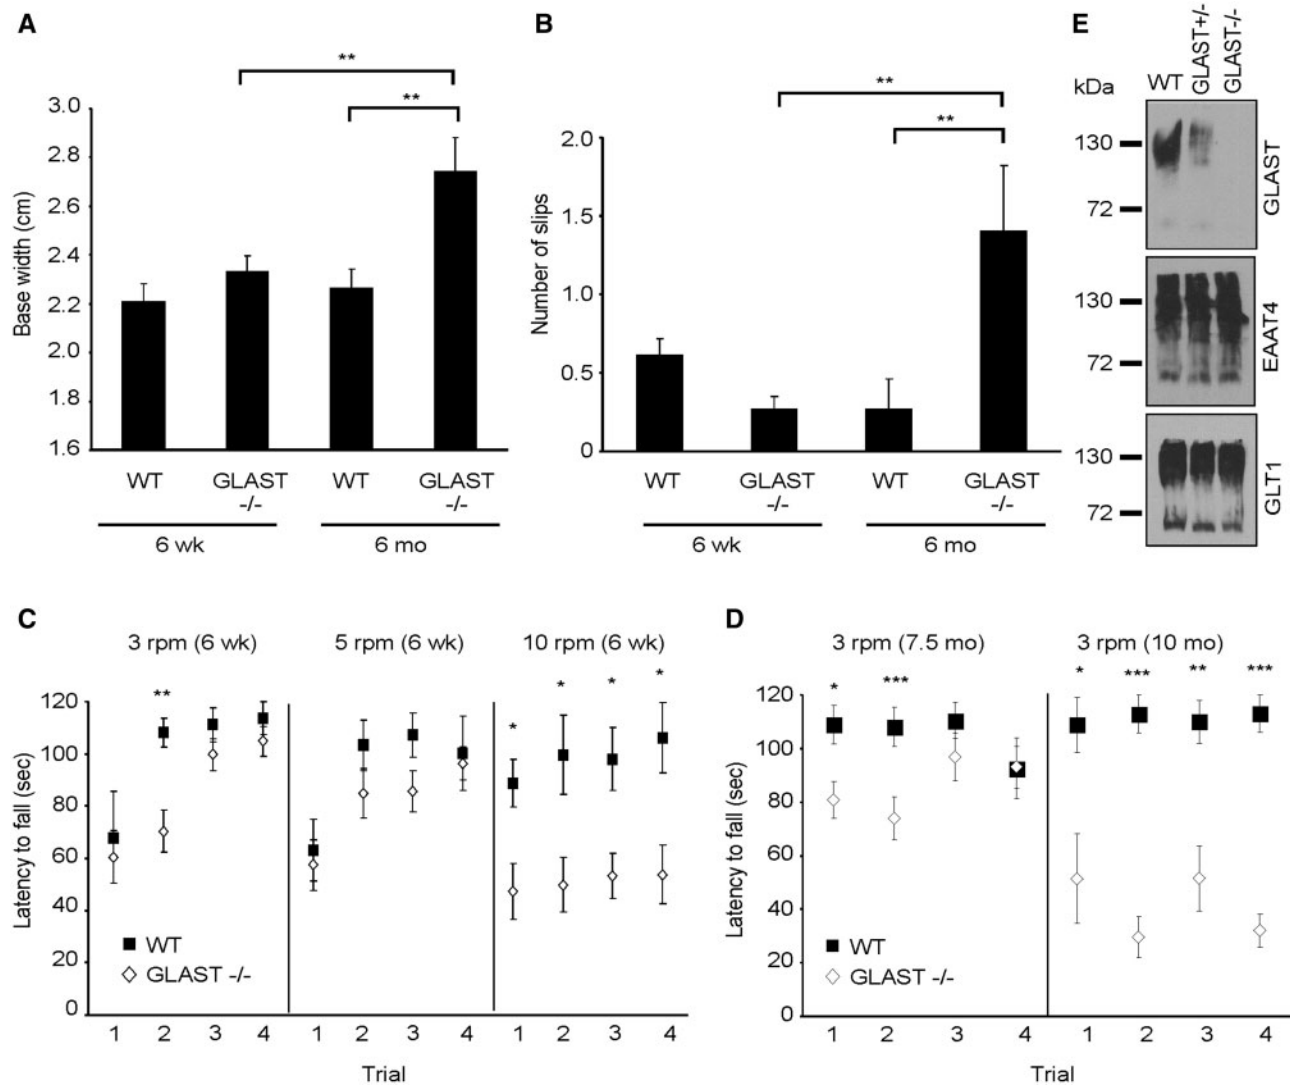 A
**
**
Base width (cm)
3.0
2.8
2.6
2.4
2.2
2.0
1.8
1.6
WT
GLAST
-/-
WT
GLAST
-/-
6 wk
6 mo
B
**
**
Number of slips
2.0
1.5
1.0
0.5
0
WT
GLAST
-/-
WT
GLAST
-/-
6 wk
6 mo
E
kDa
WT
GLAST+/-
GLAST-/-
130
72
GLAST
130
72
EAAT4
130
72
GLT1
C
3 rpm (6 wk)
5 rpm (6 wk)
10 rpm (6 wk)
**
*
*
*
*
Latency to fall (sec)
120
100
80
60
40
20
0
WT
GLAST -/-
1 2 3 4
1 2 3 4
1 2 3 4
Trial
D
3 rpm (7.5 mo)
3 rpm (10 mo)
*
***
*
***
**
***
Latency to fall (sec)
120
100
80
60
40
20
0
WT
GLAST -/-
1 2 3 4
1 2 3 4
Trial